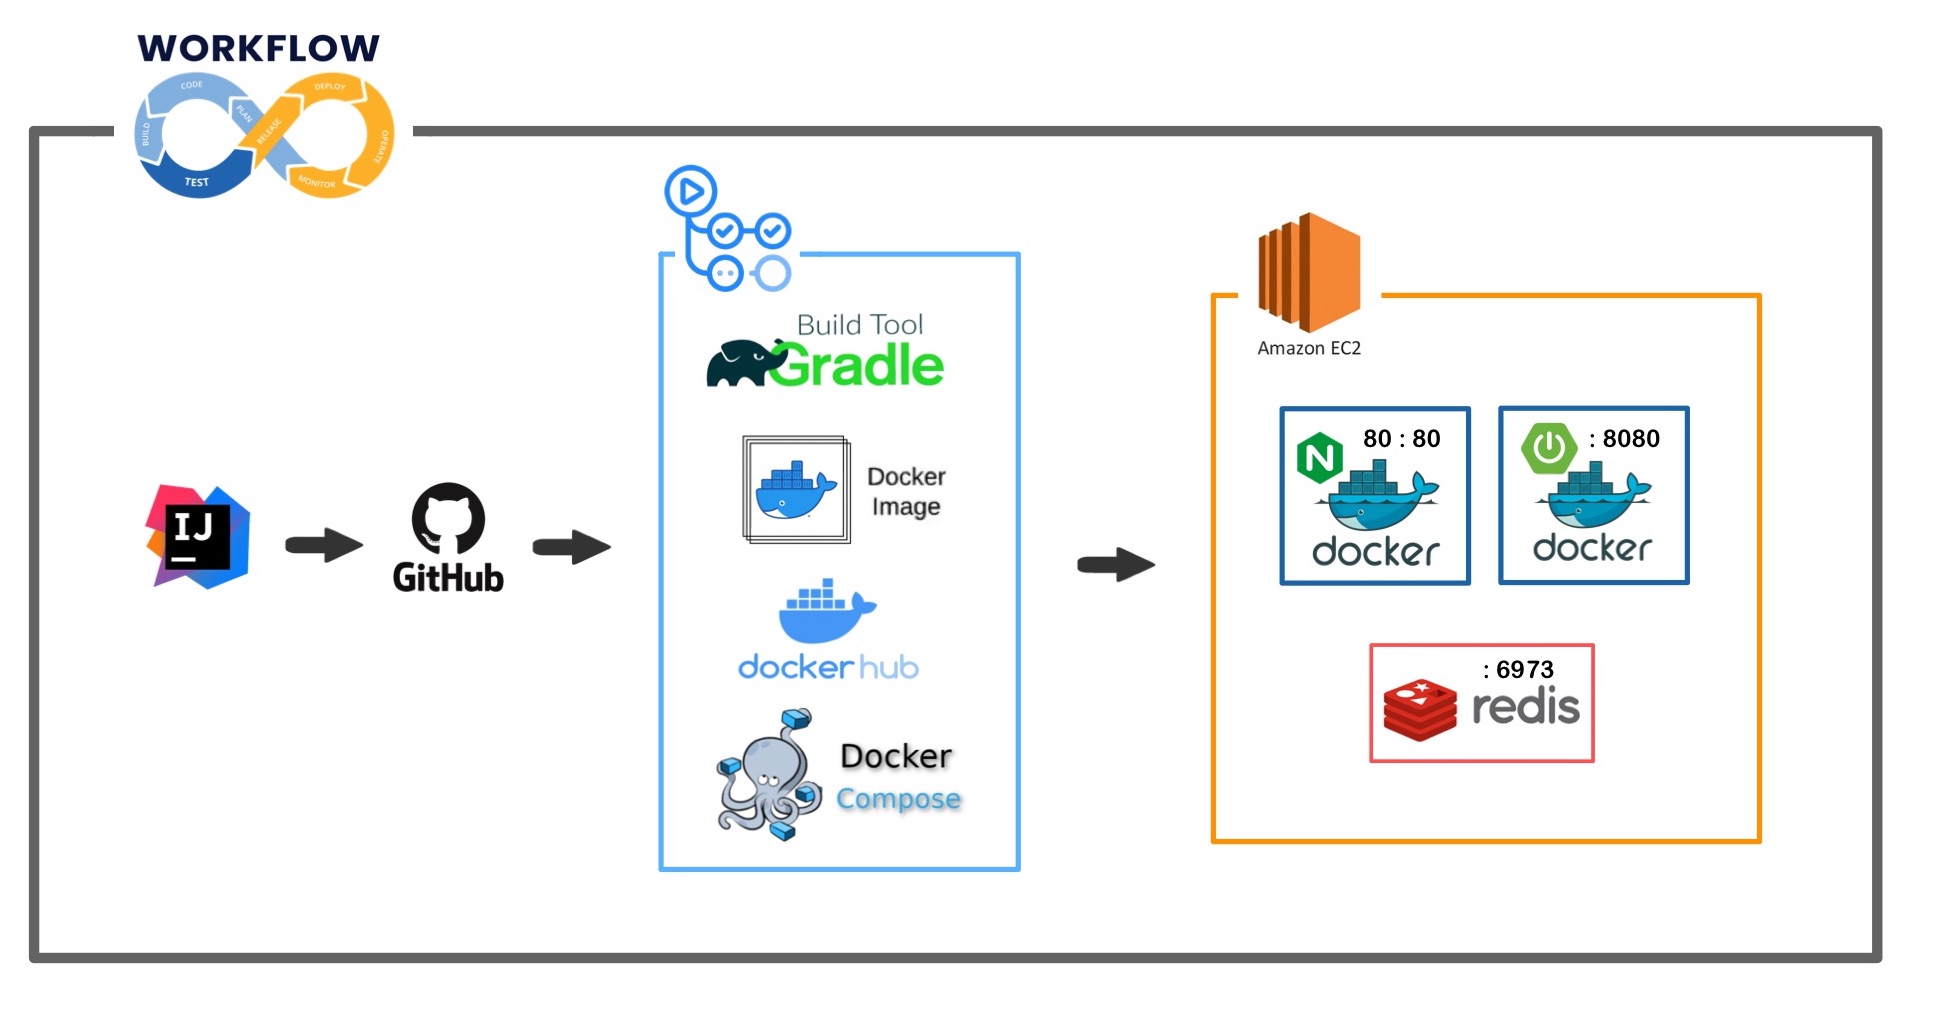 WORKFLOW
CODE
DEPLOY
PLAN
RELEASE
BUILD
OPERATE
TEST
MONITOR
Build Tool
Gradle
Docker
Image
docker hub
Docker
Compose
IJ
GitHub
Amazon EC2
N
80 : 80
docker
: 8080
docker
: 6973
redis